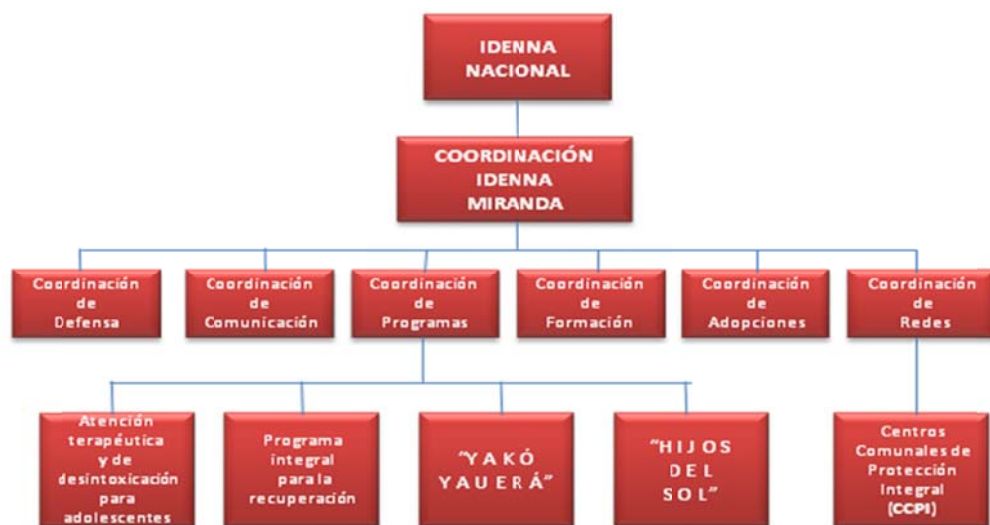 IDENNA
NACIONAL
COORDINACIÓN
IDENNA
MIRANDA
Coordinación
de
Defensa
Coordinación
de
Comunicación
Coordinación
de
Programas
Coordinación
de
Formación
Coordinación
de
Adopciones
Coordinación
de
Redes
Atención
terapéutica
y de
desintoxicación
para
adolescentes
Programa
integral
para la
recuperación
"YAKÓ
YAUERÁ"
"HIJOS
DEL
SOL"
Centros
Comunales de
Protección
Integral
(CCPI)